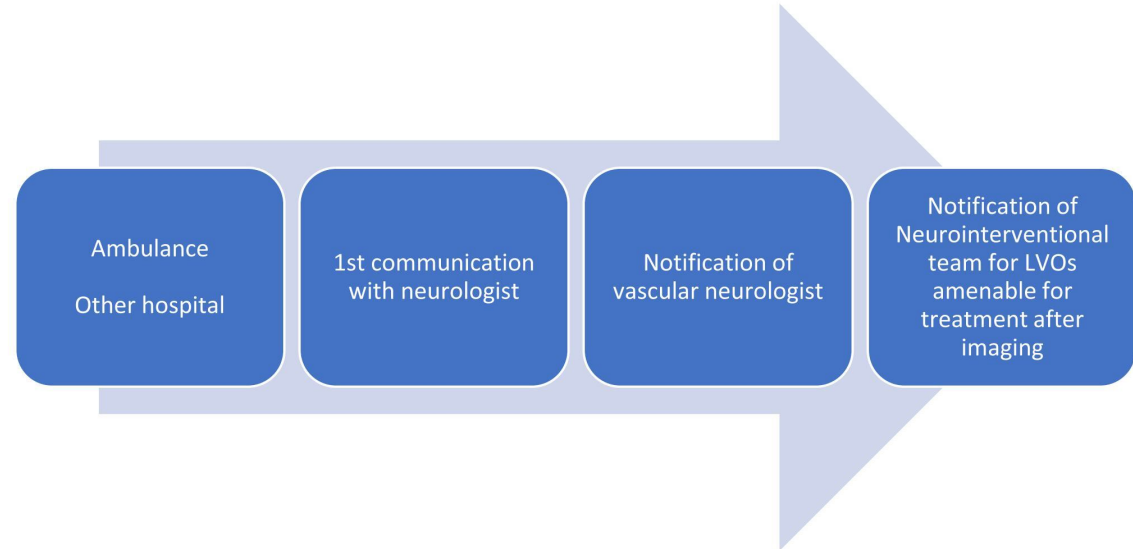 Ambulance
Other hospital
1st communication
with neurologist
Notification of
vascular neurologist
Notification of
Neurointerventional
team for LVOs
amenable for
treatment after
imaging